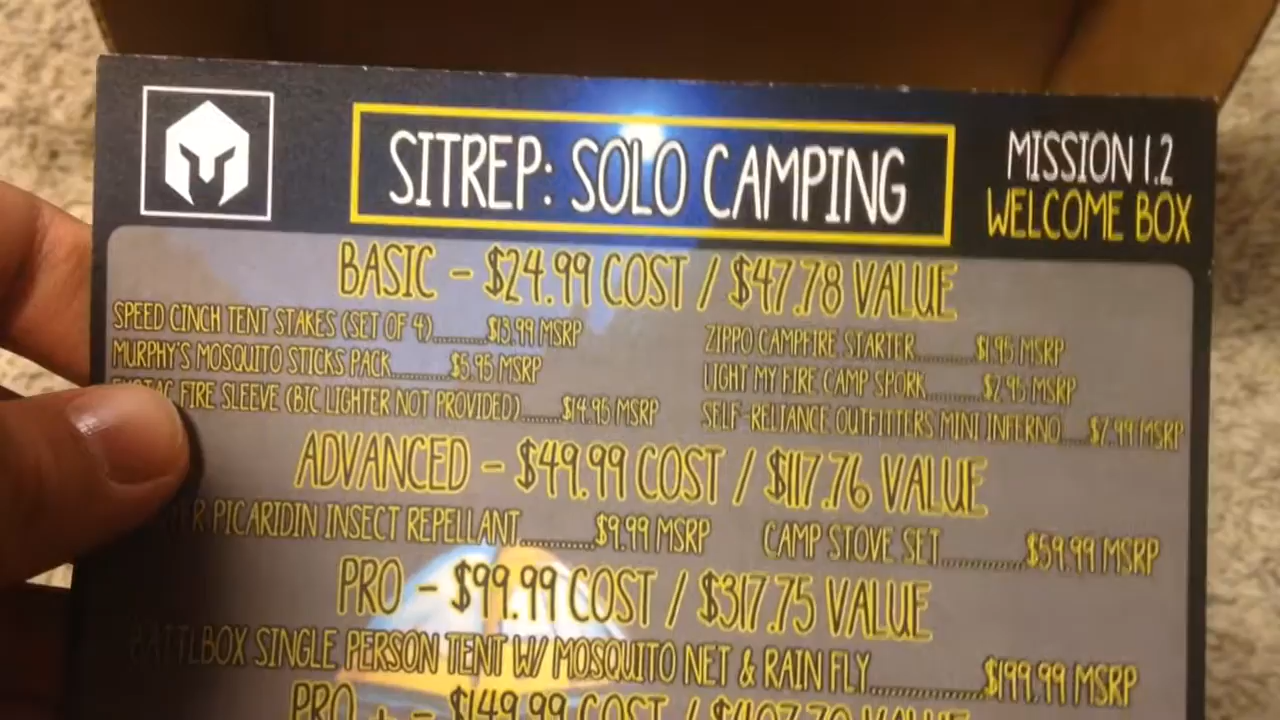 SITREP: SOLO CAMPING
MISSION 1.2
WELCOME BOX
BASIC - $24.99 COST / $47.78 VALUE
SPEED CINCH TENT STAKES (SET OF 4)..........$13.99 MSRP
MURPHY'S MOSQUITO STICKS PACK..........$5.95 MSRP
FIRE SLEEVE (BIC LIGHTER NOT PROVIDED)......$14.95 MSRP
ZIPPO CAMPFIRE STARTER............$1.95 MSRP
LIGHT MY FIRE CAMP SPORK.........$2.95 MSRP
SELF-RELIANCE OUTFITTERS MINI INFERNO.....$7.99 MSRP
ADVANCED - $49.99 COST / $117.76 VALUE
PICARIDIN INSECT REPELLANT............$9.99 MSRP
CAMP STOVE SET.............$59.99 MSRP
PRO - $99.99 COST / $317.75 VALUE
BATTLBOX SINGLE PERSON TENT W/ MOSQUITO NET & RAIN FLY.................$199.99 MSRP
PRO + - $149.99 COST